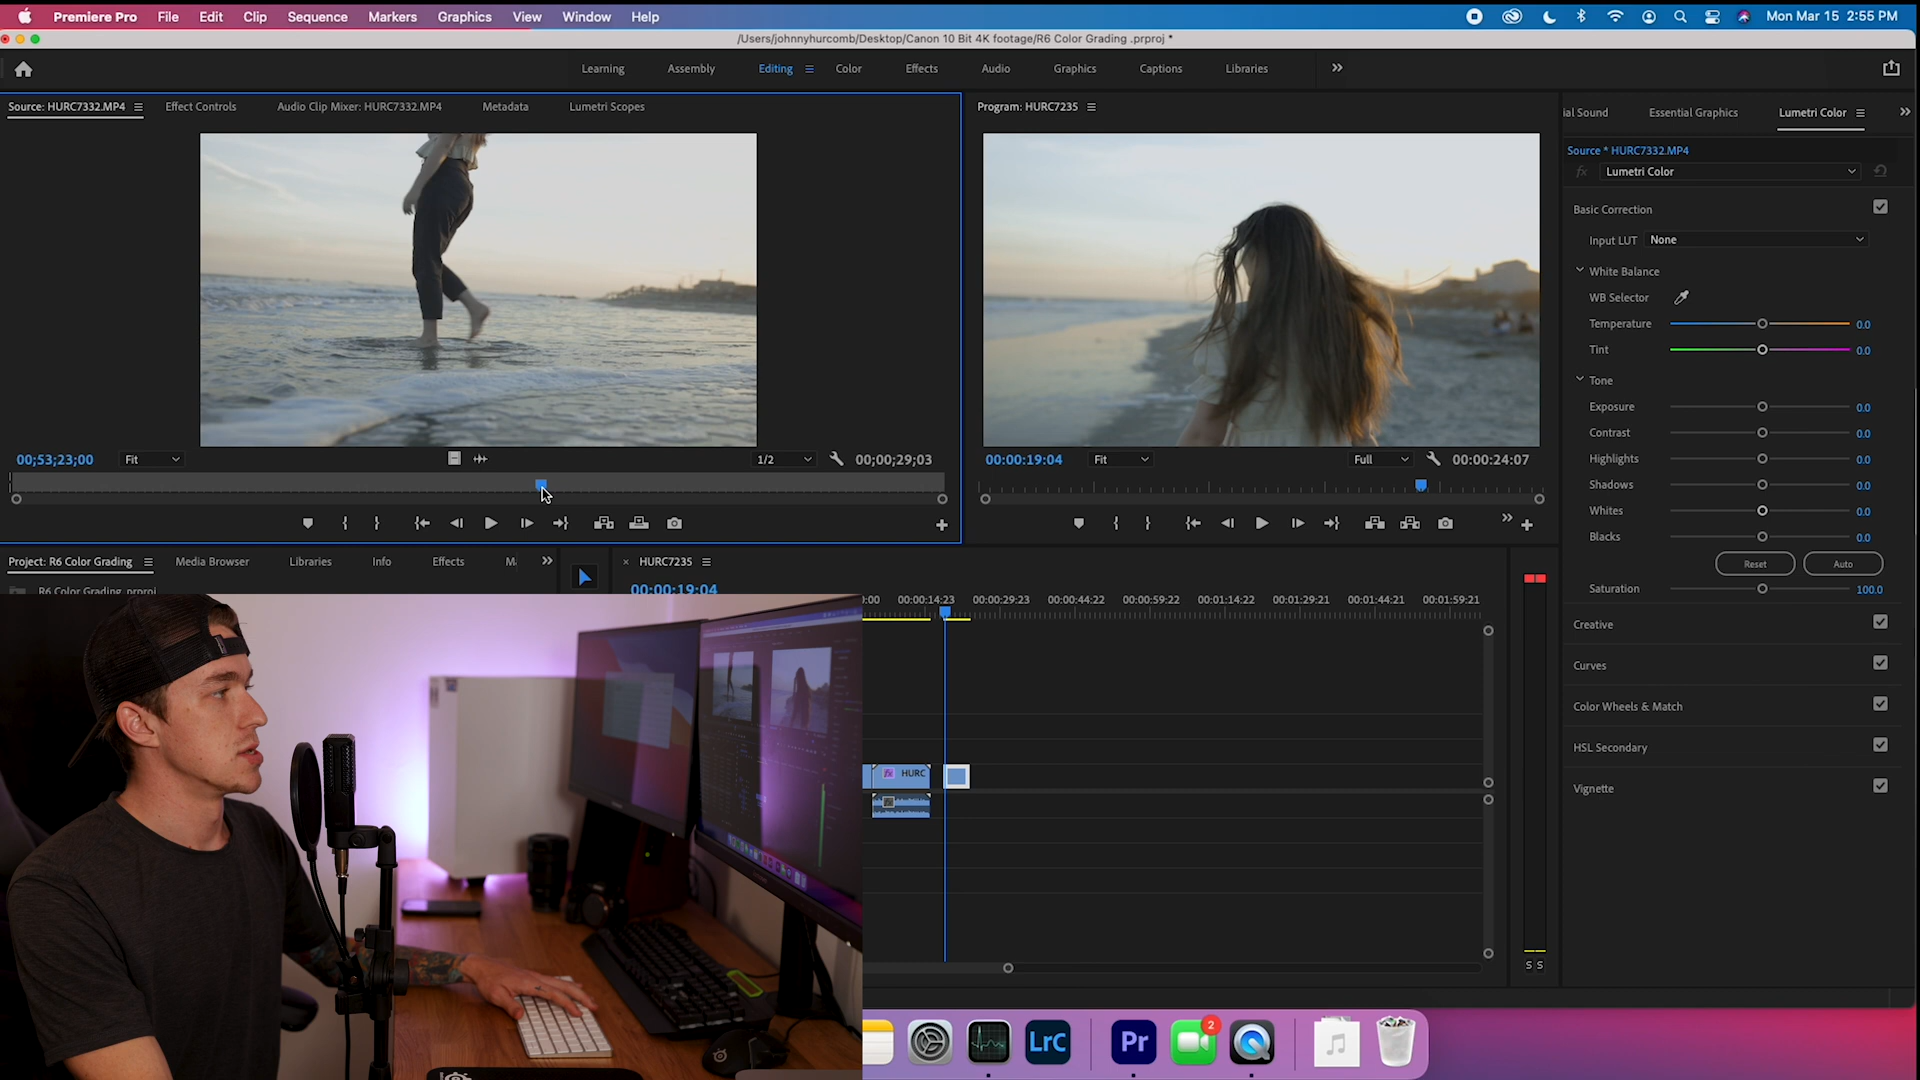 Premiere Pro File Edit Clip Sequence Markers Graphics View Window Help Mon Mar 15 2:55 PM
/Users/johnnyhurcomb/Desktop/Canon 10 Bit 4K footage/R6 Color Grading .prproj *
Learning Assembly Editing Color Effects Audio Graphics Captions Libraries
Source: HURC7332.MP4 Effect Controls Audio Clip Mixer: HURC7332.MP4 Metadata Lumetri Scopes
Program: HURC7235
ial Sound Essential Graphics Lumetri Color
Source * HURC7332.MP4
fx Lumetri Color
Basic Correction
Input LUT None
White Balance
WB Selector
Temperature 0.0
Tint 0.0
Tone
Exposure 0.0
Contrast 0.0
Highlights 0.0
Shadows 0.0
Whites 0.0
Blacks 0.0
Reset Auto
Saturation 100.0
Creative
Curves
Color Wheels & Match
HSL Secondary
Vignette
00;53;23;00 Fit 1/2 00;00;29;03
00:00:19:04 Fit Full 00:00:24:07
Project: R6 Color Grading Media Browser Libraries Info Effects M
R6 Color Grading .prproj
× HURC7235
00:00:19:04
:00 00:00:14:23 00:00:29:23 00:00:44:22 00:00:59:22 00:01:14:22 00:01:29:21 00:01:44:21 00:01:59:21
fx HURC
S S
LrC Pr 2